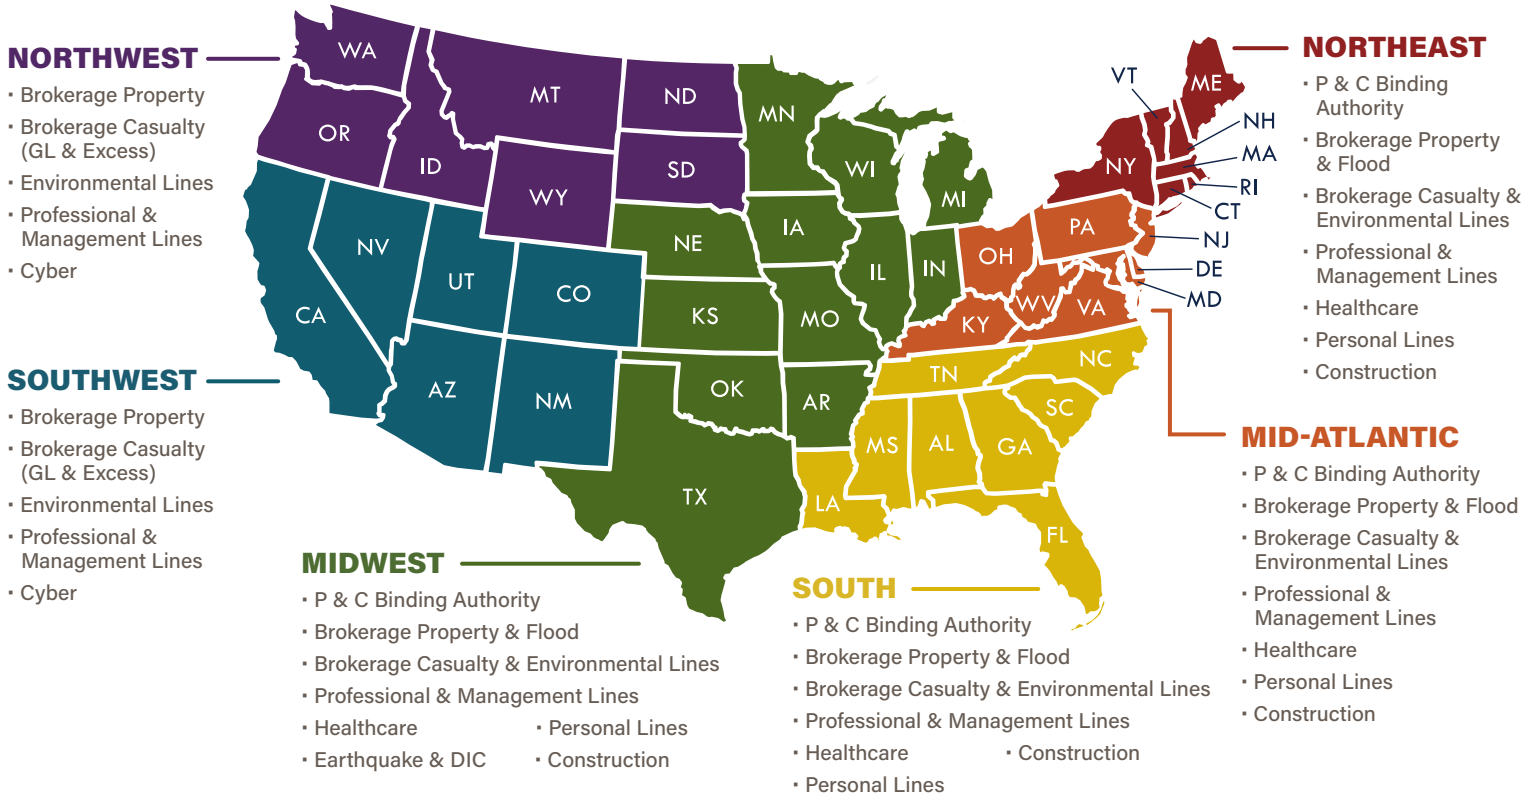 NORTHWEST
· Brokerage Property
· Brokerage Casualty
(GL & Excess)
· Environmental Lines
· Professional &
Management Lines
· Cyber
SOUTHWEST
· Brokerage Property
· Brokerage Casualty
(GL & Excess)
· Environmental Lines
· Professional &
Management Lines
· Cyber
WA
OR
ID
MT
WY
ND
SD
CA
NV
UT
CO
AZ
NM
MN
WI
MI
NE
IA
IL
IN
KS
MO
OK
AR
TX
OH
PA
WV
VA
KY
TN
NC
SC
MS
AL
GA
LA
FL
NY
ME
VT
NH
MA
RI
CT
NJ
DE
MD
MIDWEST
· P & C Binding Authority
· Brokerage Property & Flood
· Brokerage Casualty & Environmental Lines
· Professional & Management Lines
· Healthcare · Personal Lines
· Earthquake & DIC · Construction
SOUTH
· P & C Binding Authority
· Brokerage Property & Flood
· Brokerage Casualty & Environmental Lines
· Professional & Management Lines
· Healthcare · Construction
· Personal Lines
NORTHEAST
· P & C Binding
Authority
· Brokerage Property
& Flood
· Brokerage Casualty &
Environmental Lines
· Professional &
Management Lines
· Healthcare
· Personal Lines
· Construction
MID-ATLANTIC
· P & C Binding Authority
· Brokerage Property & Flood
· Brokerage Casualty &
Environmental Lines
· Professional &
Management Lines
· Healthcare
· Personal Lines
· Construction